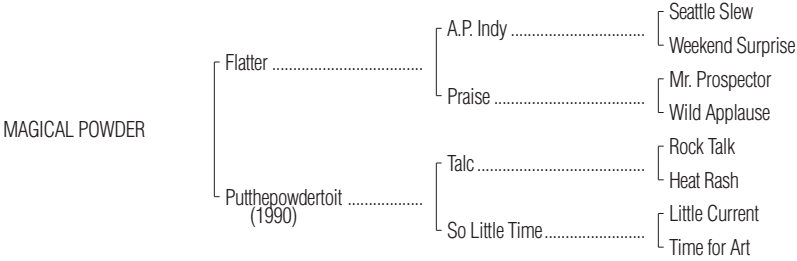 Seattle Slew
A.P. Indy ..................................
Weekend Surprise
Flatter ......................................
Mr. Prospector
Praise ......................................
Wild Applause
MAGICAL POWDER
Rock Talk
Talc ..........................................
Heat Rash
Putthepowdertoit ...................
(1990)
Little Current
So Little Time .........................
Time for Art